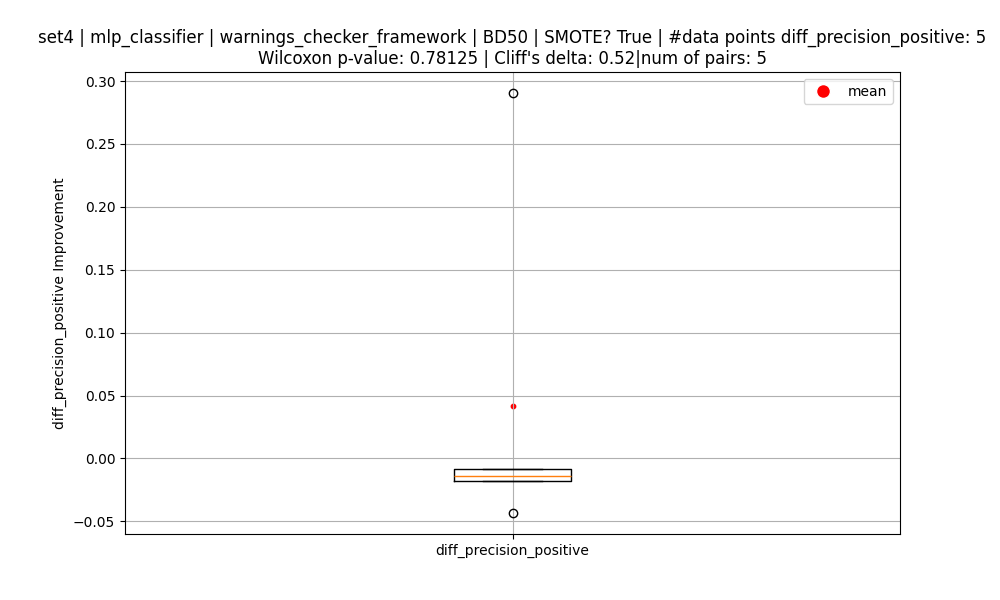 set4 | mlp_classifier | warnings_checker_framework | BD50 | SMOTE? True | #data points diff_precision_positive: 5
Wilcoxon p-value: 0.78125 | Cliff's delta: 0.52|num of pairs: 5
mean
0.30
0.25
0.20
0.15
0.10
0.05
0.00
−0.05
diff_precision_positive Improvement
diff_precision_positive